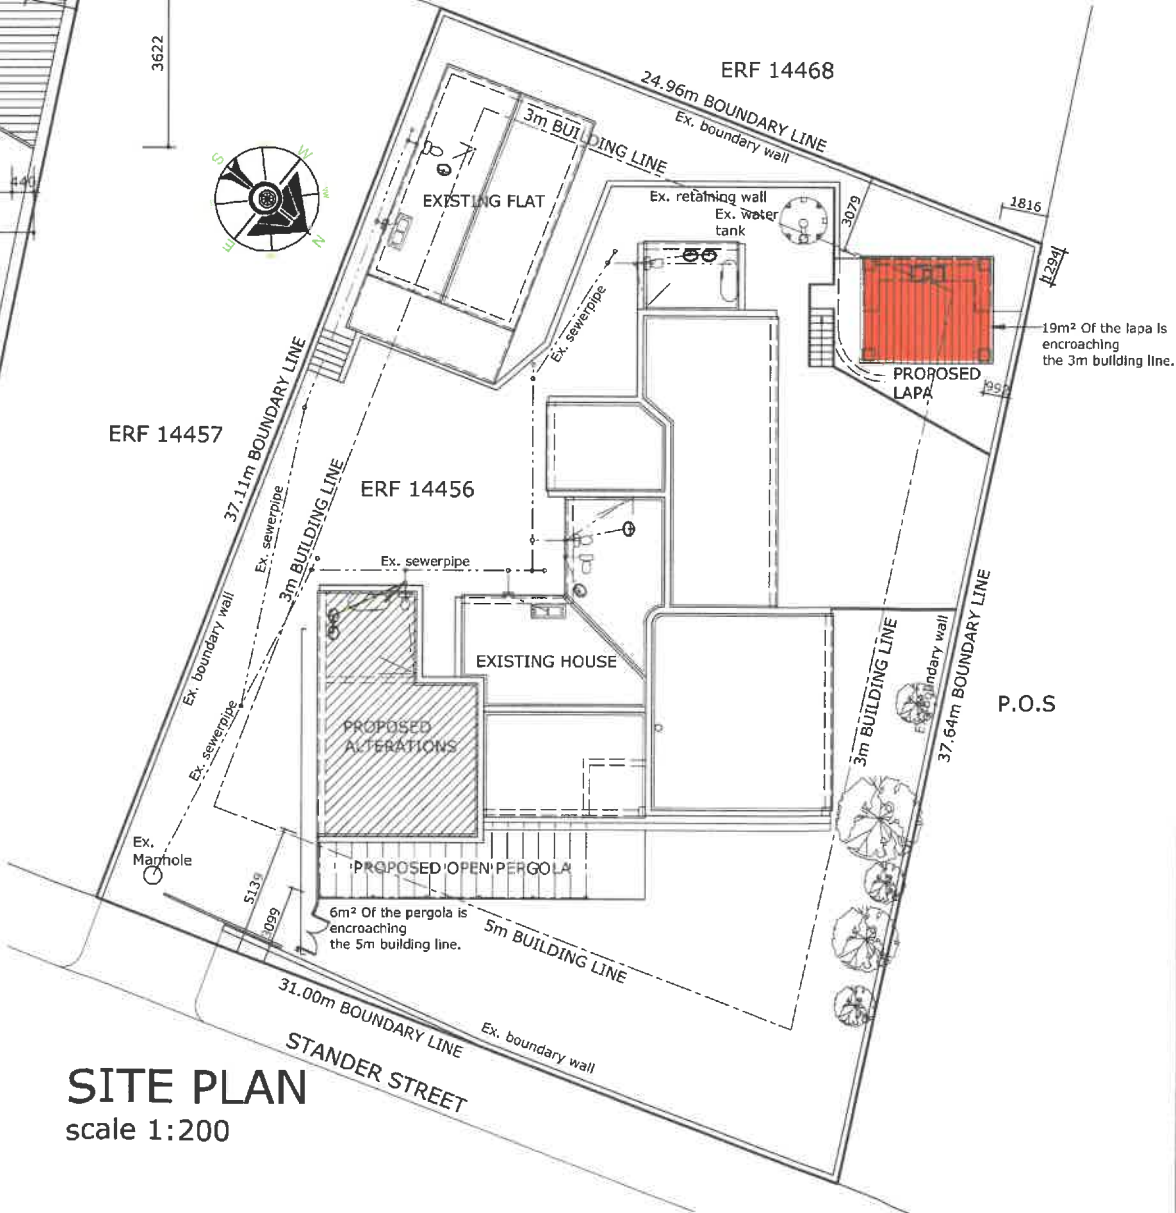 3622
440
S
W
E
N
ERF 14468
24.96m BOUNDARY LINE
Ex. boundary wall
3m BUILDING LINE
EXISTING FLAT
Ex. retaining wall
Ex. water
tank
3079
1816
1294
19m² Of the lapa is
encroaching
the 3m building line.
PROPOSED
LAPA
Ex. sewerpipe
ERF 14457
37.11m BOUNDARY LINE
ERF 14456
3m BUILDING LINE
Ex. sewerpipe
Ex. sewerpipe
Ex. boundary wall
EXISTING HOUSE
PROPOSED
ALTERATIONS
3m BUILDING LINE
37.64m BOUNDARY LINE
P.O.S
Ex. sewerpipe
Ex.
Manhole
PROPOSED OPEN PERGOLA
5139
3099
6m² Of the pergola is
encroaching
the 5m building line.
5m BUILDING LINE
31.00m BOUNDARY LINE
Ex. boundary wall
STANDER STREET
SITE PLAN
scale 1:200